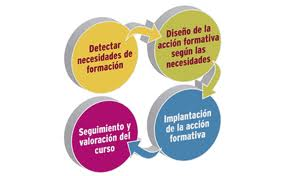 Detectar
necesidades de
formación
Diseño de la
acción formativa
según las
necesidades
Implantación
de la acción
formativa
Seguimiento y
valoración del
curso